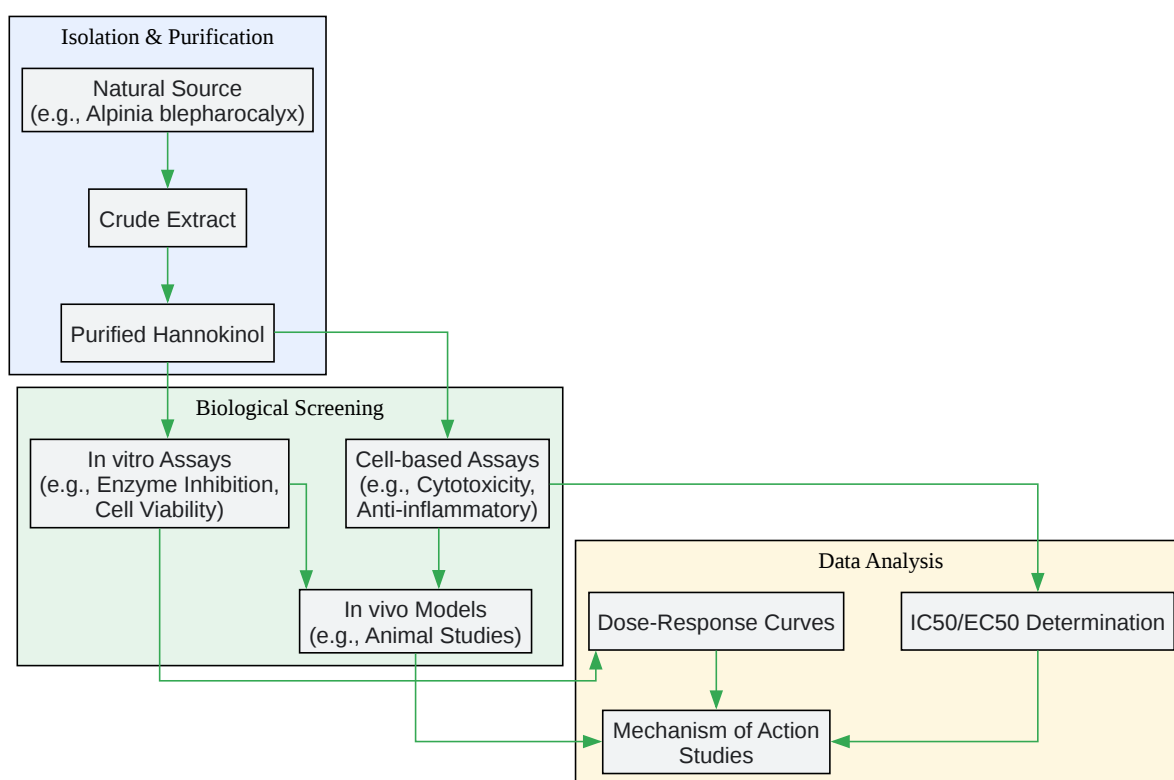 Isolation & Purification
Natural Source
(e.g., Alpinia blepharocalyx)
Crude Extract
Purified Hannokinol
Biological Screening
In vitro Assays
(e.g., Enzyme Inhibition,
Cell Viability)
Cell-based Assays
(e.g., Cytotoxicity,
Anti-inflammatory)
In vivo Models
(e.g., Animal Studies)
Data Analysis
Dose-Response Curves
IC50/EC50 Determination
Mechanism of Action
Studies